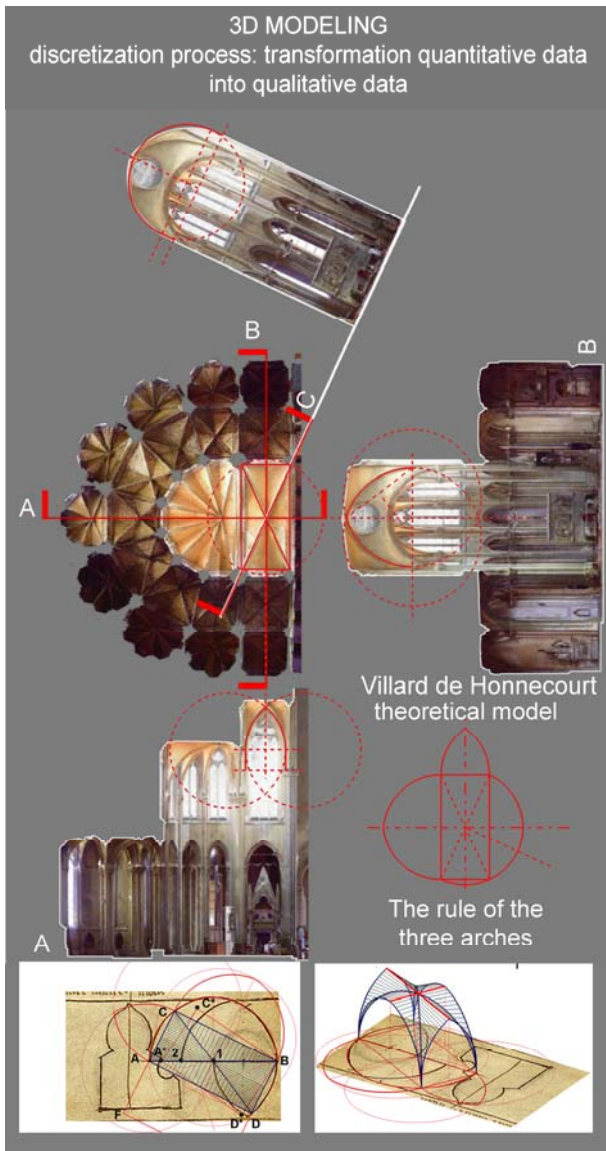 3D MODELING
discretization process: transformation quantitative data
into qualitative data
B
C
A
B
Villard de Honnecourt
theoretical model
The rule of the
three arches
A
C
C'
A
A'
2
1
B
F
D'
D